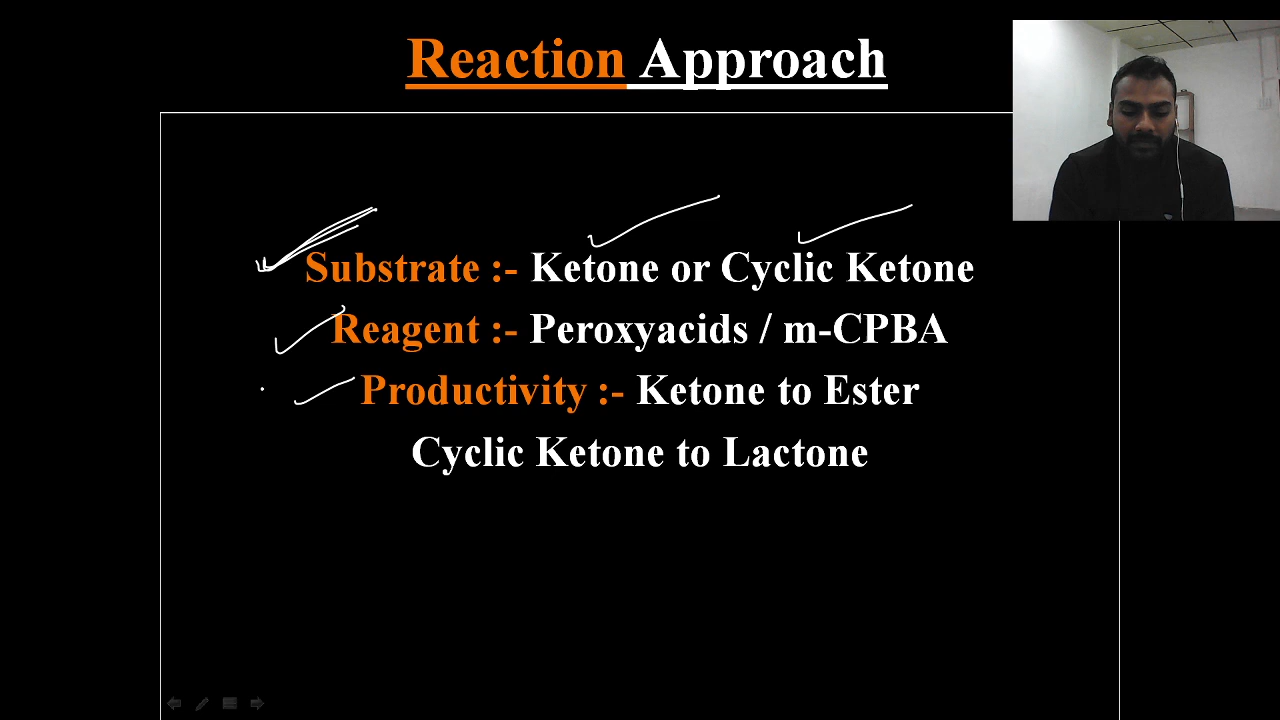 Reaction Approach
Substrate :- Ketone or Cyclic Ketone
Reagent :- Peroxyacids / m-CPBA
Productivity :- Ketone to Ester
Cyclic Ketone to Lactone